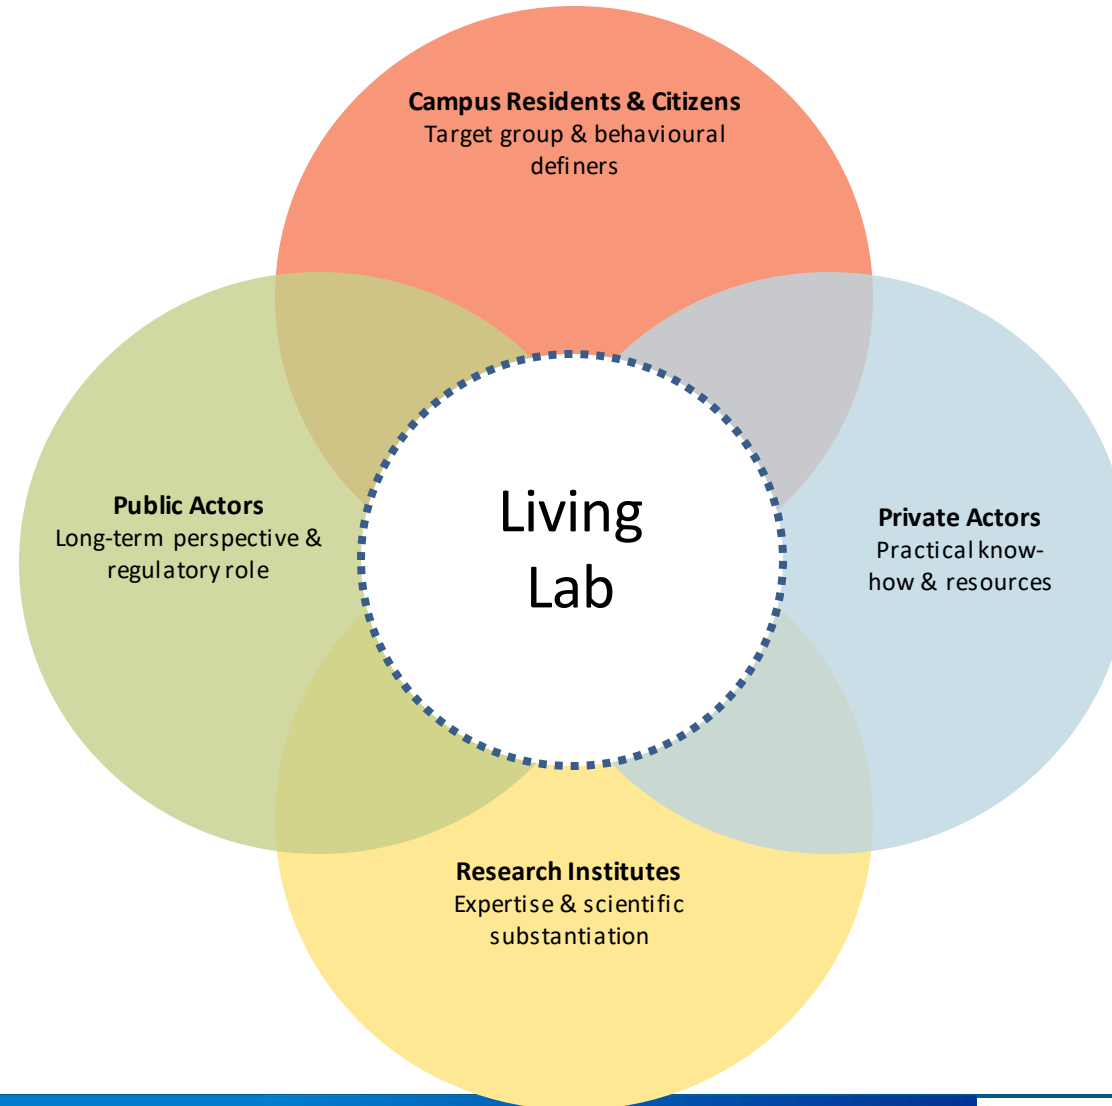 Campus Residents & Citizens
Target group & behavioural
definers
Public Actors
Long-term perspective &
regulatory role
Living
Lab
Private Actors
Practical know-
how & resources
Research Institutes
Expertise & scientific
substantiation